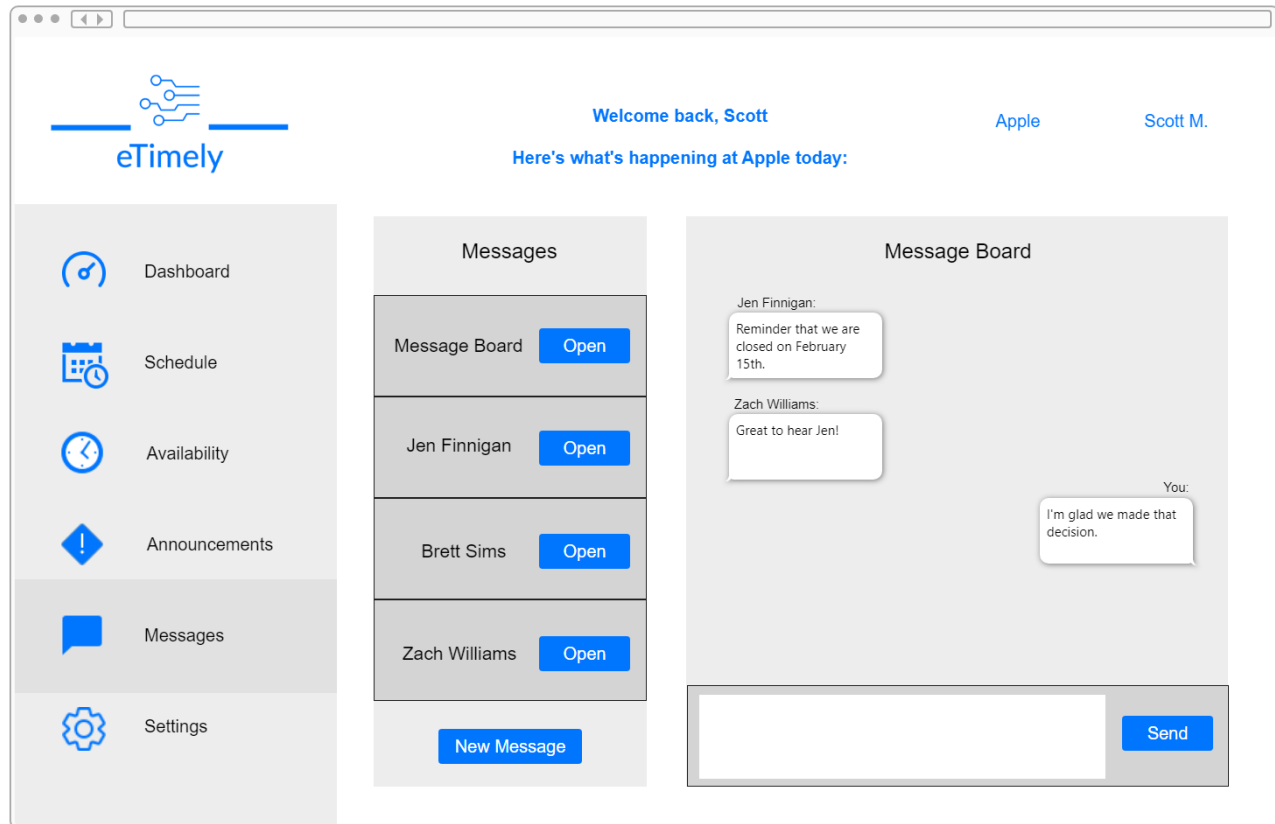 eTimely
Welcome back, Scott
Here's what's happening at Apple today:
Apple
Scott M.
Dashboard
Schedule
Availability
Announcements
Messages
Settings
Messages
Message Board
Open
Jen Finnigan
Open
Brett Sims
Open
Zach Williams
Open
New Message
Message Board
Jen Finnigan:
Reminder that we are
closed on February
15th.
Zach Williams:
Great to hear Jen!
You:
I'm glad we made that
decision.
Send